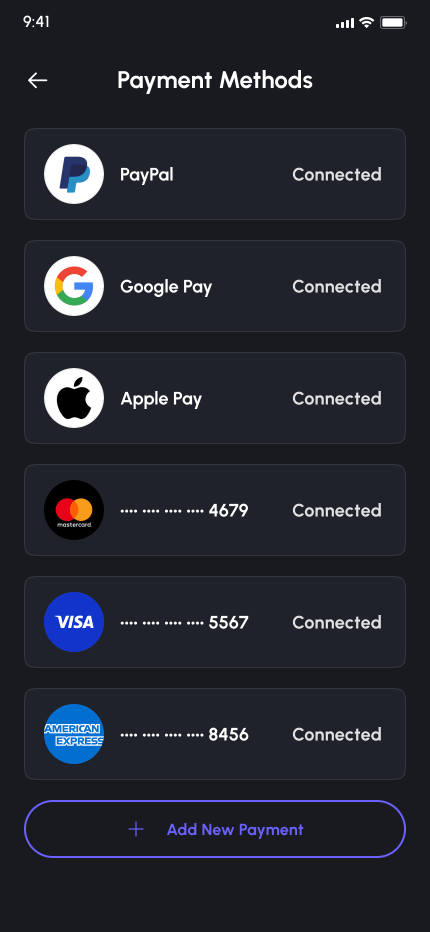 9:41
Payment Methods
PayPal Connected
Google Pay Connected
Apple Pay Connected
mastercard. •••• •••• •••• 4679 Connected
VISA •••• •••• •••• 5567 Connected
AMERICAN
EXPRESS •••• •••• •••• 8456 Connected
+ Add New Payment